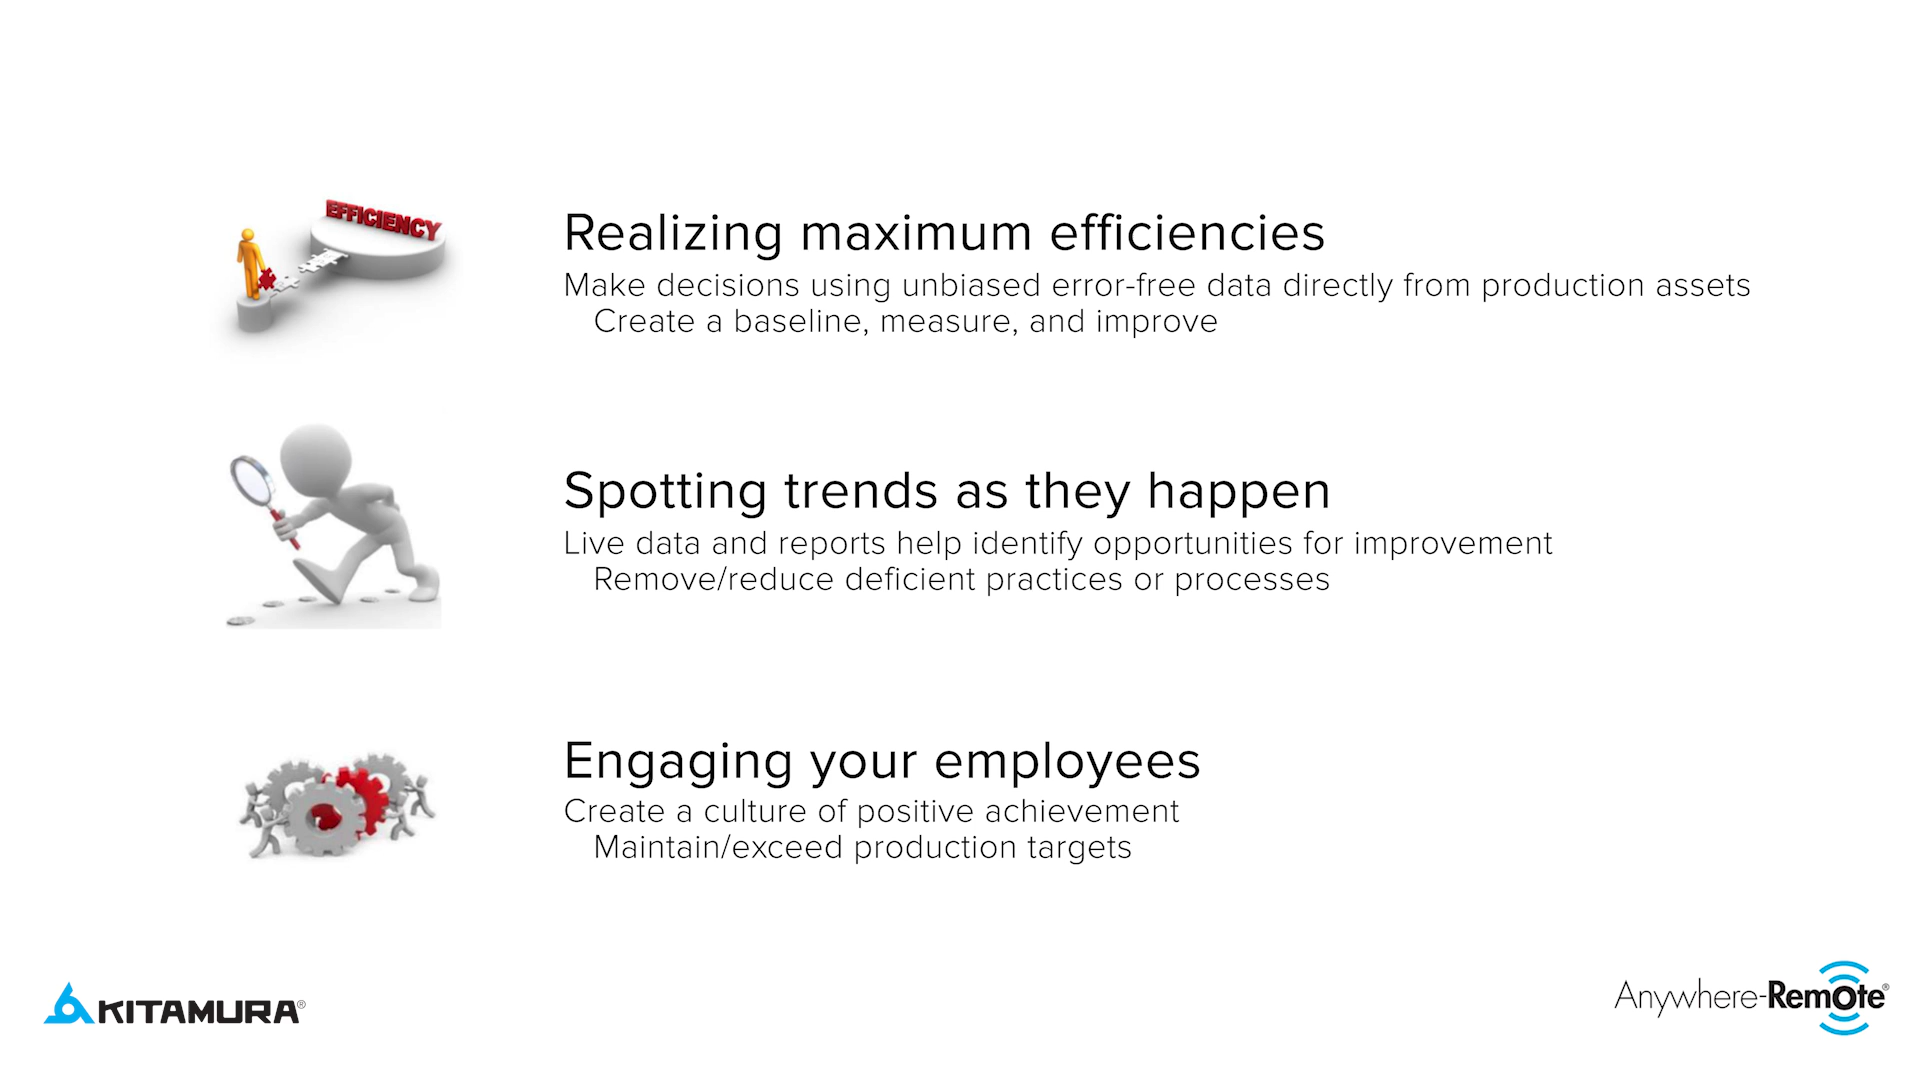 EFFICIENCY
Realizing maximum efficiencies
Make decisions using unbiased error-free data directly from production assets
Create a baseline, measure, and improve
Spotting trends as they happen
Live data and reports help identify opportunities for improvement
Remove/reduce deficient practices or processes
Engaging your employees
Create a culture of positive achievement
Maintain/exceed production targets
KITAMURA®
Anywhere-Remote®